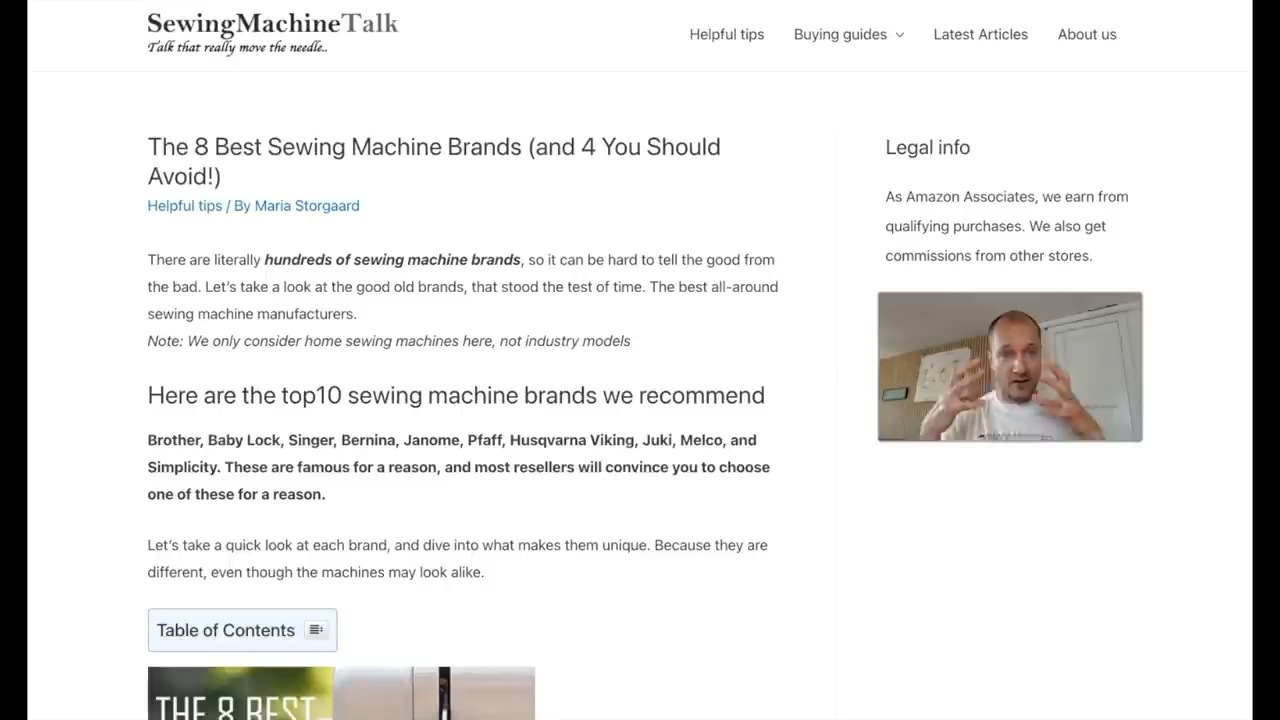 SewingMachineTalk
Talk that really move the needle..
Helpful tips
Buying guides
Latest Articles
About us
The 8 Best Sewing Machine Brands (and 4 You Should
Avoid!)
Helpful tips / By Maria Storgaard
There are literally hundreds of sewing machine brands, so it can be hard to tell the good from
the bad. Let’s take a look at the good old brands, that stood the test of time. The best all-around
sewing machine manufacturers.
Note: We only consider home sewing machines here, not industry models
Here are the top10 sewing machine brands we recommend
Brother, Baby Lock, Singer, Bernina, Janome, Pfaff, Husqvarna Viking, Juki, Melco, and
Simplicity. These are famous for a reason, and most resellers will convince you to choose
one of these for a reason.
Let’s take a quick look at each brand, and dive into what makes them unique. Because they are
different, even though the machines may look alike.
Table of Contents
THE 8 BEST
Legal info
As Amazon Associates, we earn from
qualifying purchases. We also get
commissions from other stores.